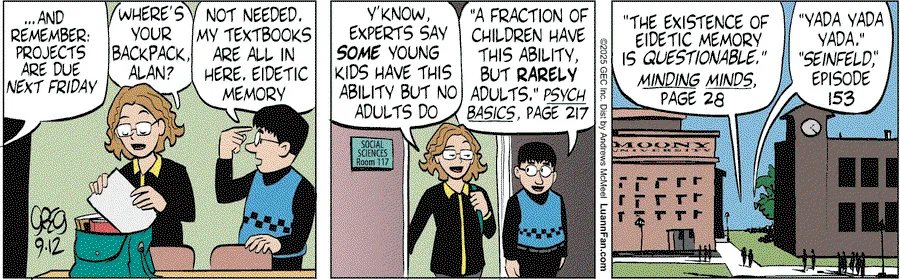 ...AND
REMEMBER:
PROJECTS
ARE DUE
NEXT FRIDAY
WHERE'S
YOUR
BACKPACK,
ALAN?
NOT NEEDED.
MY TEXTBOOKS
ARE ALL IN
HERE. EIDETIC
MEMORY
GREG
9.12
Y'KNOW,
EXPERTS SAY
SOME YOUNG
KIDS HAVE THIS
ABILITY BUT NO
ADULTS DO
"A FRACTION OF
CHILDREN HAVE
THIS ABILITY,
BUT RARELY
ADULTS." PSYCH
BASICS, PAGE 217
SOCIAL
SCIENCES
Room 117
©2025 GEC Inc. Dist by Andrews McMeel LuannFan.com
"THE EXISTENCE OF
EIDETIC MEMORY
IS QUESTIONABLE."
MINDING MINDS,
PAGE 28
"YADA YADA
YADA."
"SEINFELD,"
EPISODE
153
MOONY
UNIVERSITY